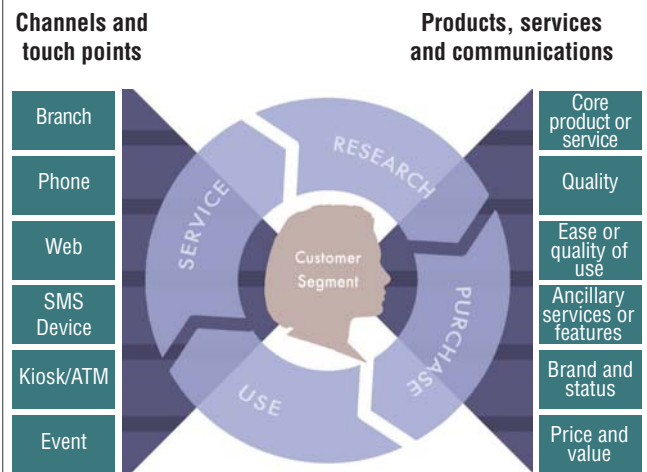 Channels and
touch points
Products, services
and communications
Branch
Phone
Web
SMS
Device
Kiosk/ATM
Event
RESEARCH
PURCHASE
USE
SERVICE
Customer
Segment
Core
product or
service
Quality
Ease or
quality of
use
Ancillary
services or
features
Brand and
status
Price and
value